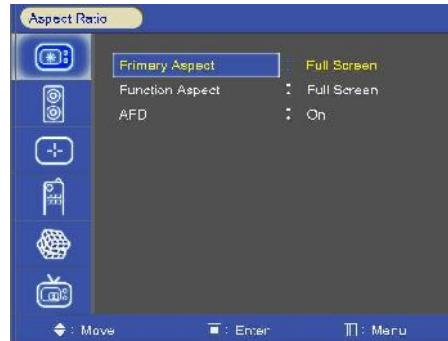 Aspect Ratio
Primary Aspect : Full Screen
Function Aspect : Full Screen
AFD : On
: Move : Enter : Menu